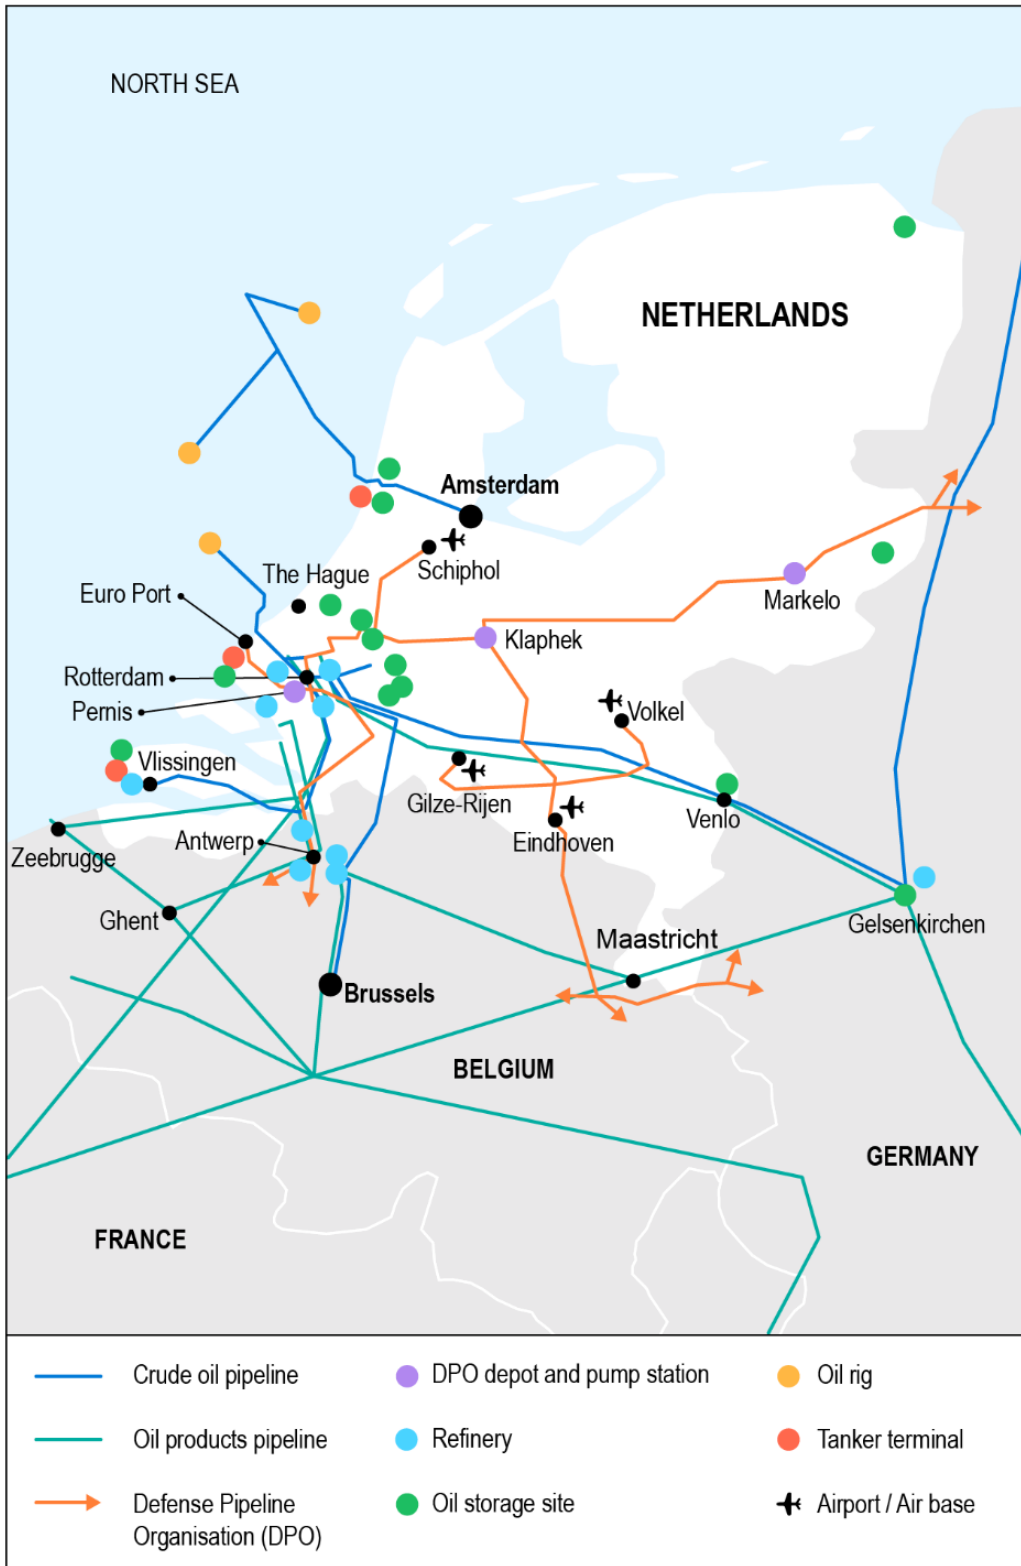 NORTH SEA
NETHERLANDS
Amsterdam
Schiphol
The Hague
Euro Port
Markelo
Klaphek
Rotterdam
Pernis
Volkel
Vlissingen
Gilze-Rijen
Venlo
Eindhoven
Antwerp
Zeebrugge
Ghent
Gelsenkirchen
Maastricht
Brussels
BELGIUM
GERMANY
FRANCE
Crude oil pipeline
DPO depot and pump station
Oil rig
Oil products pipeline
Refinery
Tanker terminal
Defense Pipeline
Organisation (DPO)
Oil storage site
Airport / Air base